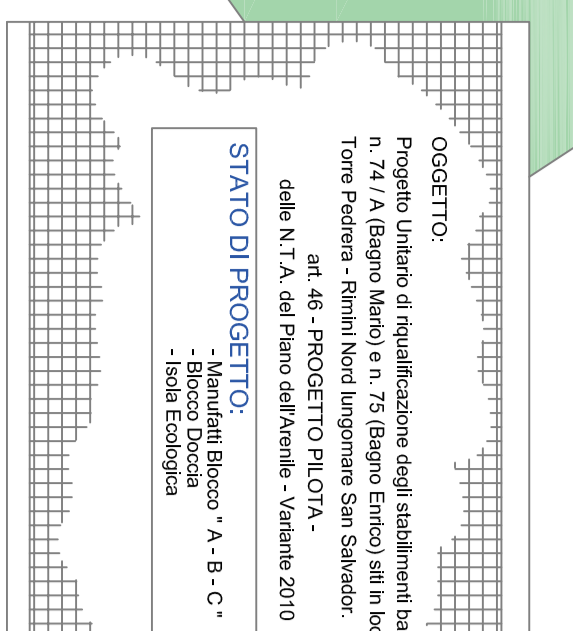 OGGETTO:
Progetto Unitario di riqualificazione degli stabilimenti
n. 74 / A (Bagno Mario) e n. 75 (Bagno Enrico) siti in
Torre Pedrera - Rimini Nord lungomare San Salvador.
art. 46 - PROGETTO PILOTA -
delle N.T.A. del Piano dell'Arenile - Variante 2010
STATO DI PROGETTO:
- Manufatti Blocco " A - B - C "
- Blocco Doccia
- Isola Ecologica